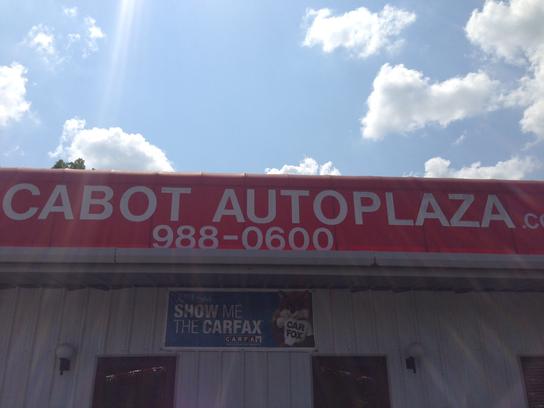 CABOT AUTOPLAZA.co
988-0600
SHOW ME
THE CARFAX
CARFAX
CAR
FOX